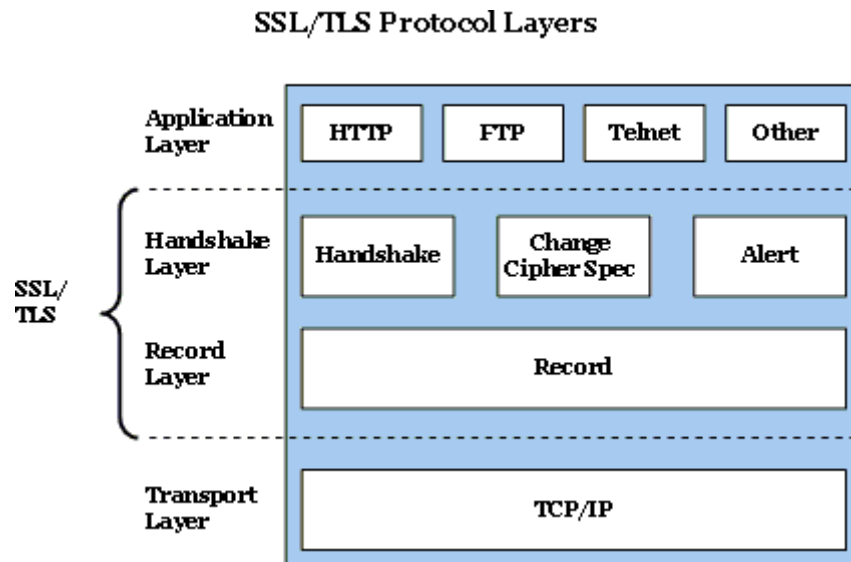 SSL/TLS Protocol Layers
Application
Layer
HTTP
FTP
Telnet
Other
SSL/
TLS
Handshake
Layer
Handshake
Change
Cipher Spec
Alert
Record
Layer
Record
Transport
Layer
TCP/IP